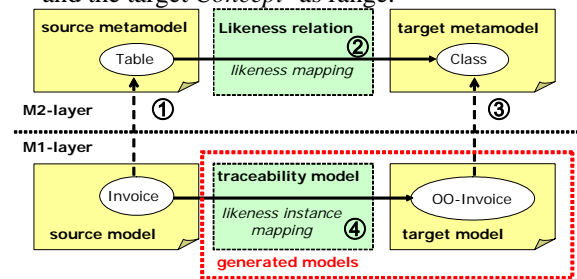 and the target Concept as range.
source metamodel
Likeness relation
target metamodel
Table
②
likeness mapping
Class
M2-layer
①
③
M1-layer
traceability model
Invoice
likeness instance
mapping
④
OO-Invoice
source model
target model
generated models